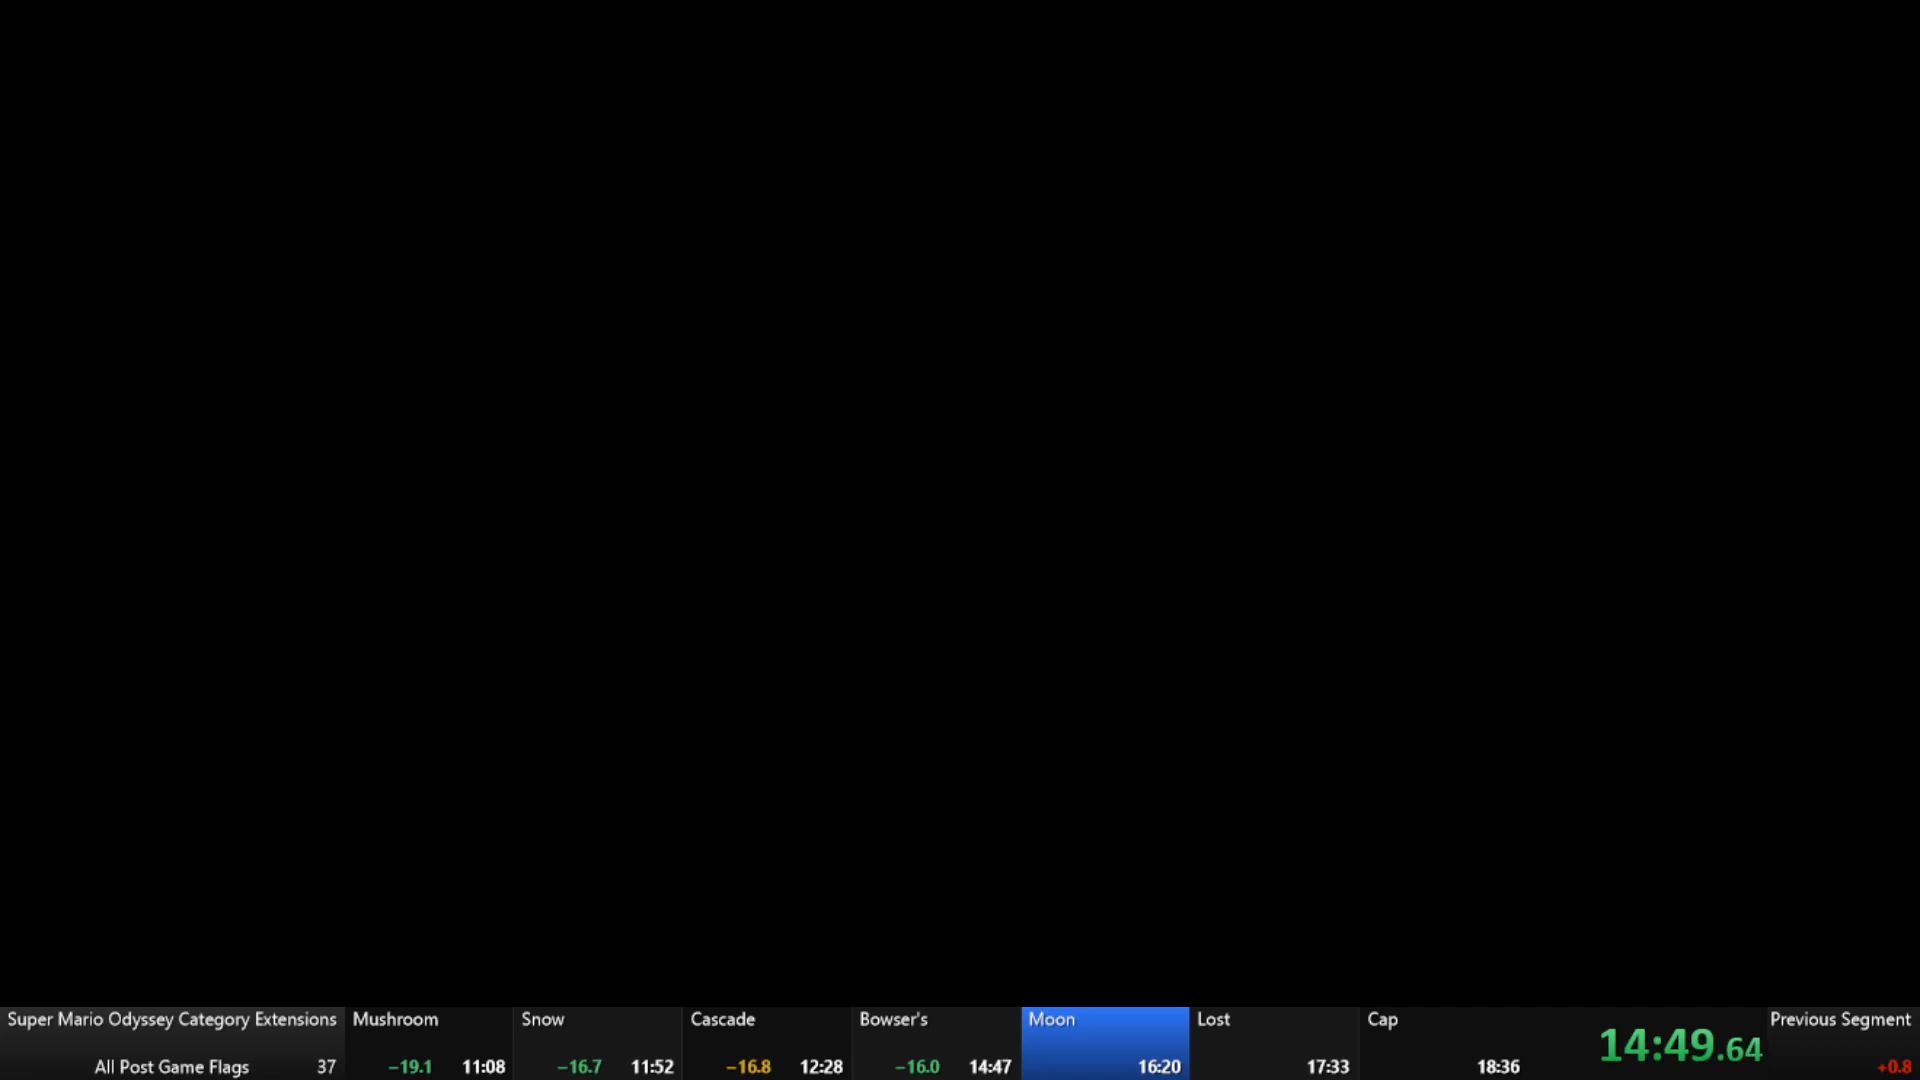 Super Mario Odyssey Category Extensions
All Post Game Flags 37
Mushroom
−19.1 11:08
Snow
−16.7 11:52
Cascade
−16.8 12:28
Bowser's
−16.0 14:47
Moon
16:20
Lost
17:33
Cap
18:36
14:49.64
Previous Segment
+0.8